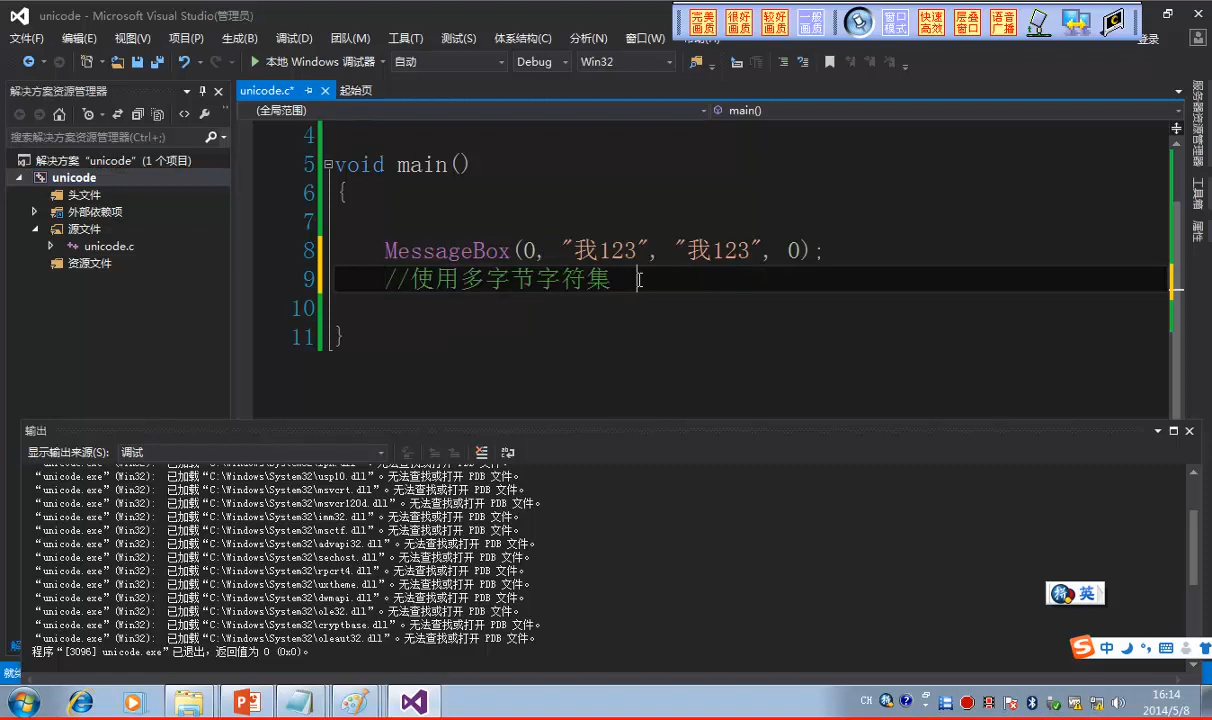 unicode - Microsoft Visual Studio(管理员)
完美画质 很好画质 较好画质 一般画质 窗口模式 快速高效 层叠窗口 语音广播
文件(F) 编辑(E) 视图(V) 项目(P) 生成(B) 调试(D) 团队(M) 工具(T) 测试(S) 体系结构(C) 分析(N) 窗口(W)
登录
本地 Windows 调试器 自动 Debug Win32
解决方案资源管理器
unicode.c* 起始页
(全局范围) main()
搜索解决方案资源管理器(Ctrl+;)
解决方案 "unicode" (1 个项目)
unicode
头文件
外部依赖项
源文件
unicode.c
资源文件
4
5 void main()
6 {
7
8 MessageBox(0, "我123", "我123", 0);
9 //使用多字节字符集
10
11 }
服务器资源管理器
工具箱
属性
输出
显示输出来源(S): 调试
“unicode.exe”(Win32): 已加载“C:\Windows\System32\usp10.dll”。无法查找或打开 PDB 文件。
“unicode.exe”(Win32): 已加载“C:\Windows\System32\msvcrt.dll”。无法查找或打开 PDB 文件。
“unicode.exe”(Win32): 已加载“C:\Windows\System32\msvcr120d.dll”。无法查找或打开 PDB 文件。
“unicode.exe”(Win32): 已加载“C:\Windows\System32\imm32.dll”。无法查找或打开 PDB 文件。
“unicode.exe”(Win32): 已加载“C:\Windows\System32\msctf.dll”。无法查找或打开 PDB 文件。
“unicode.exe”(Win32): 已加载“C:\Windows\System32\advapi32.dll”。无法查找或打开 PDB 文件。
“unicode.exe”(Win32): 已加载“C:\Windows\System32\sechost.dll”。无法查找或打开 PDB 文件。
“unicode.exe”(Win32): 已加载“C:\Windows\System32\rpcrt4.dll”。无法查找或打开 PDB 文件。
“unicode.exe”(Win32): 已加载“C:\Windows\System32\uxtheme.dll”。无法查找或打开 PDB 文件。
“unicode.exe”(Win32): 已加载“C:\Windows\System32\dwmapi.dll”。无法查找或打开 PDB 文件。
“unicode.exe”(Win32): 已加载“C:\Windows\System32\ole32.dll”。无法查找或打开 PDB 文件。
“unicode.exe”(Win32): 已加载“C:\Windows\System32\cryptbase.dll”。无法查找或打开 PDB 文件。
“unicode.exe”(Win32): 已加载“C:\Windows\System32\oleaut32.dll”。无法查找或打开 PDB 文件。
程序“[3096] unicode.exe”已退出，返回值为 0 (0x0)。
英
中
就绪
CH
16:14
2014/5/8